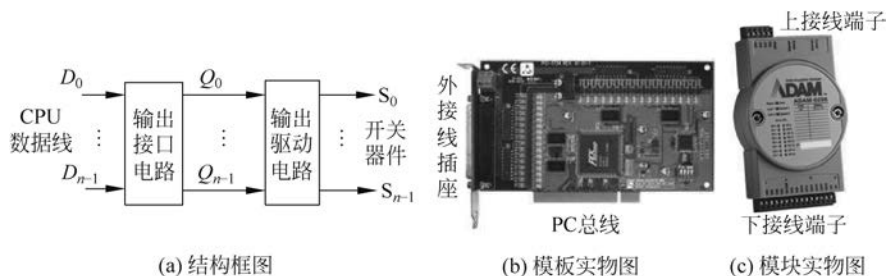 D0
Q0
S0
CPU
数据线
输出
接口
电路
输出
驱动
电路
开关
器件
⋮
⋮
⋮
Dn-1
Qn-1
Sn-1
(a) 结构框图
外接线插座
PC总线
(b) 模板实物图
上接线端子
ADAM
下接线端子
(c) 模块实物图